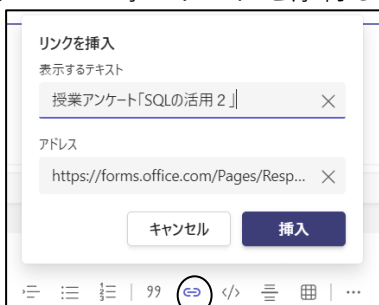 リンクを挿入
表示するテキスト
授業アンケート「SQLの活用２」
アドレス
https://forms.office.com/Pages/Resp...
キャンセル 挿入